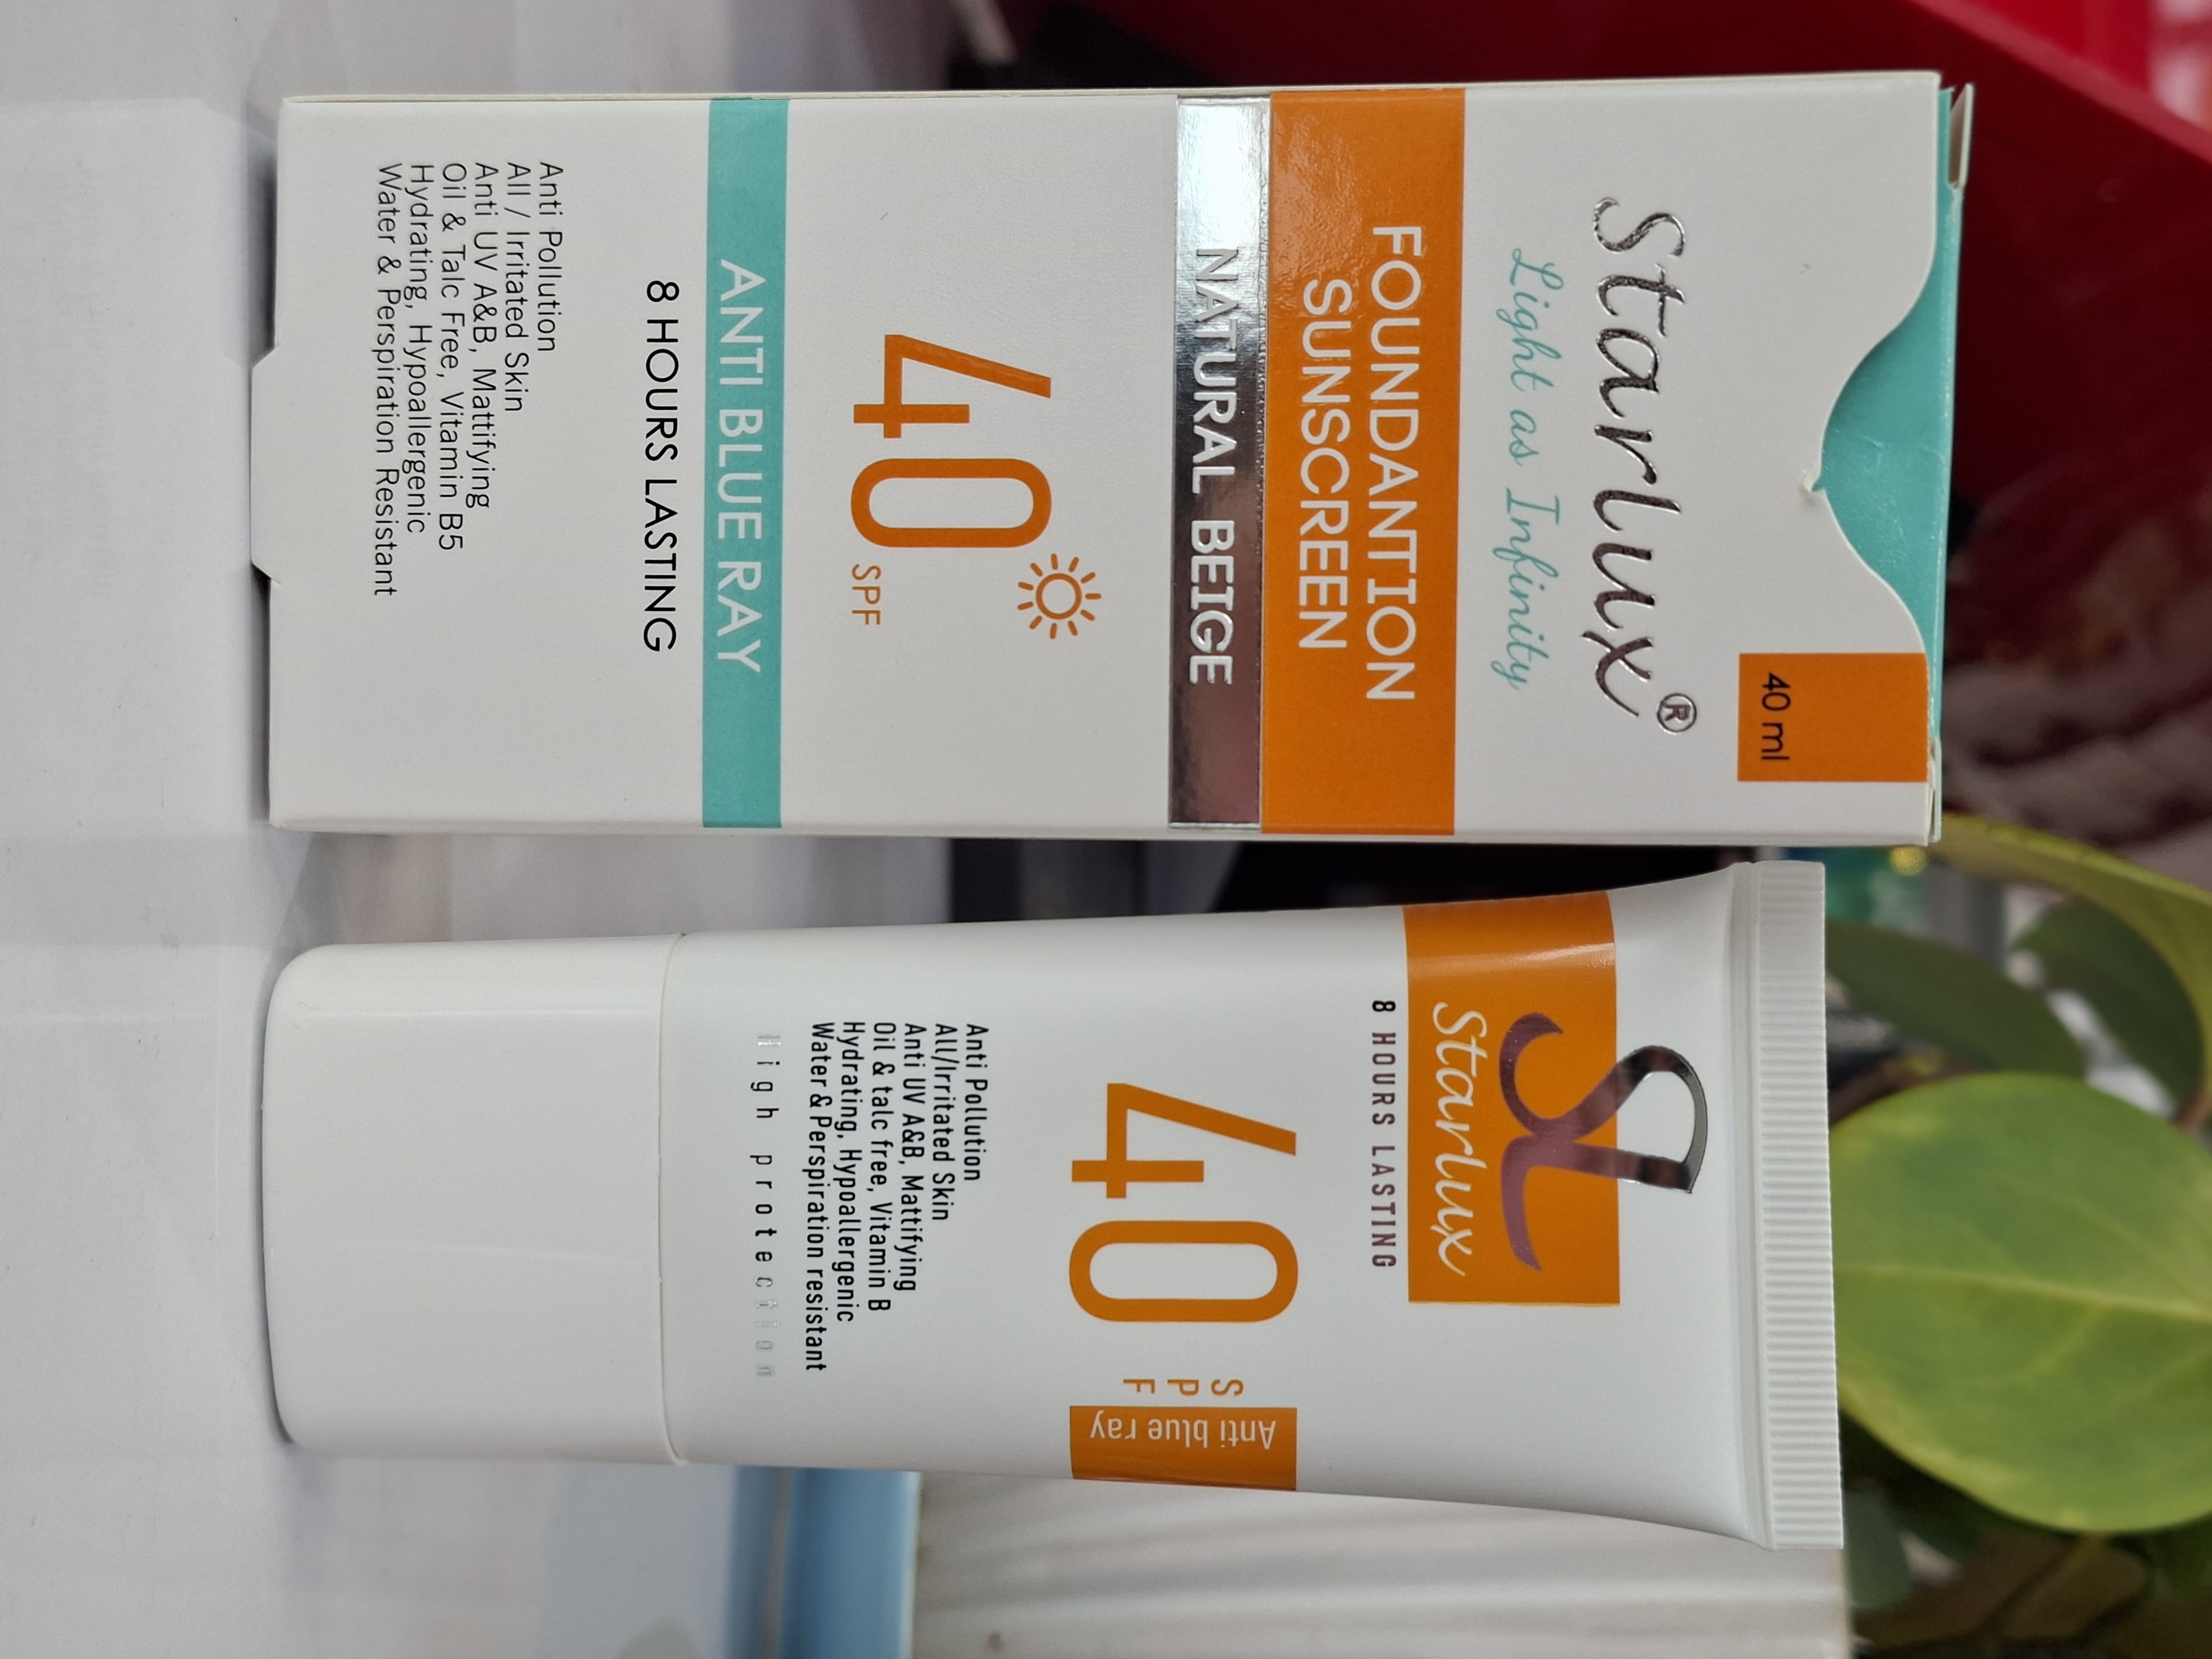 40 ml
Starlux®
Light as Infinity
FOUNDANTION
SUNSCREEN
NATURAL BEIGE
40 SPF
ANTI BLUE RAY
8 HOURS LASTING
Anti Pollution
All / Irritated Skin
Anti UV A&B, Mattifying
Oil & Talc Free, Vitamin B5
Hydrating, Hypoallergenic
Water & Perspiration Resistant
SL
Starlux
8 HOURS LASTING
40 SPF
Anti blue ray
Anti Pollution
All/Irritated Skin
Anti UV A&B, Mattifying
Oil & talc free, Vitamin B
Hydrating, Hypoallergenic
Water & Perspiration resistant
High protection